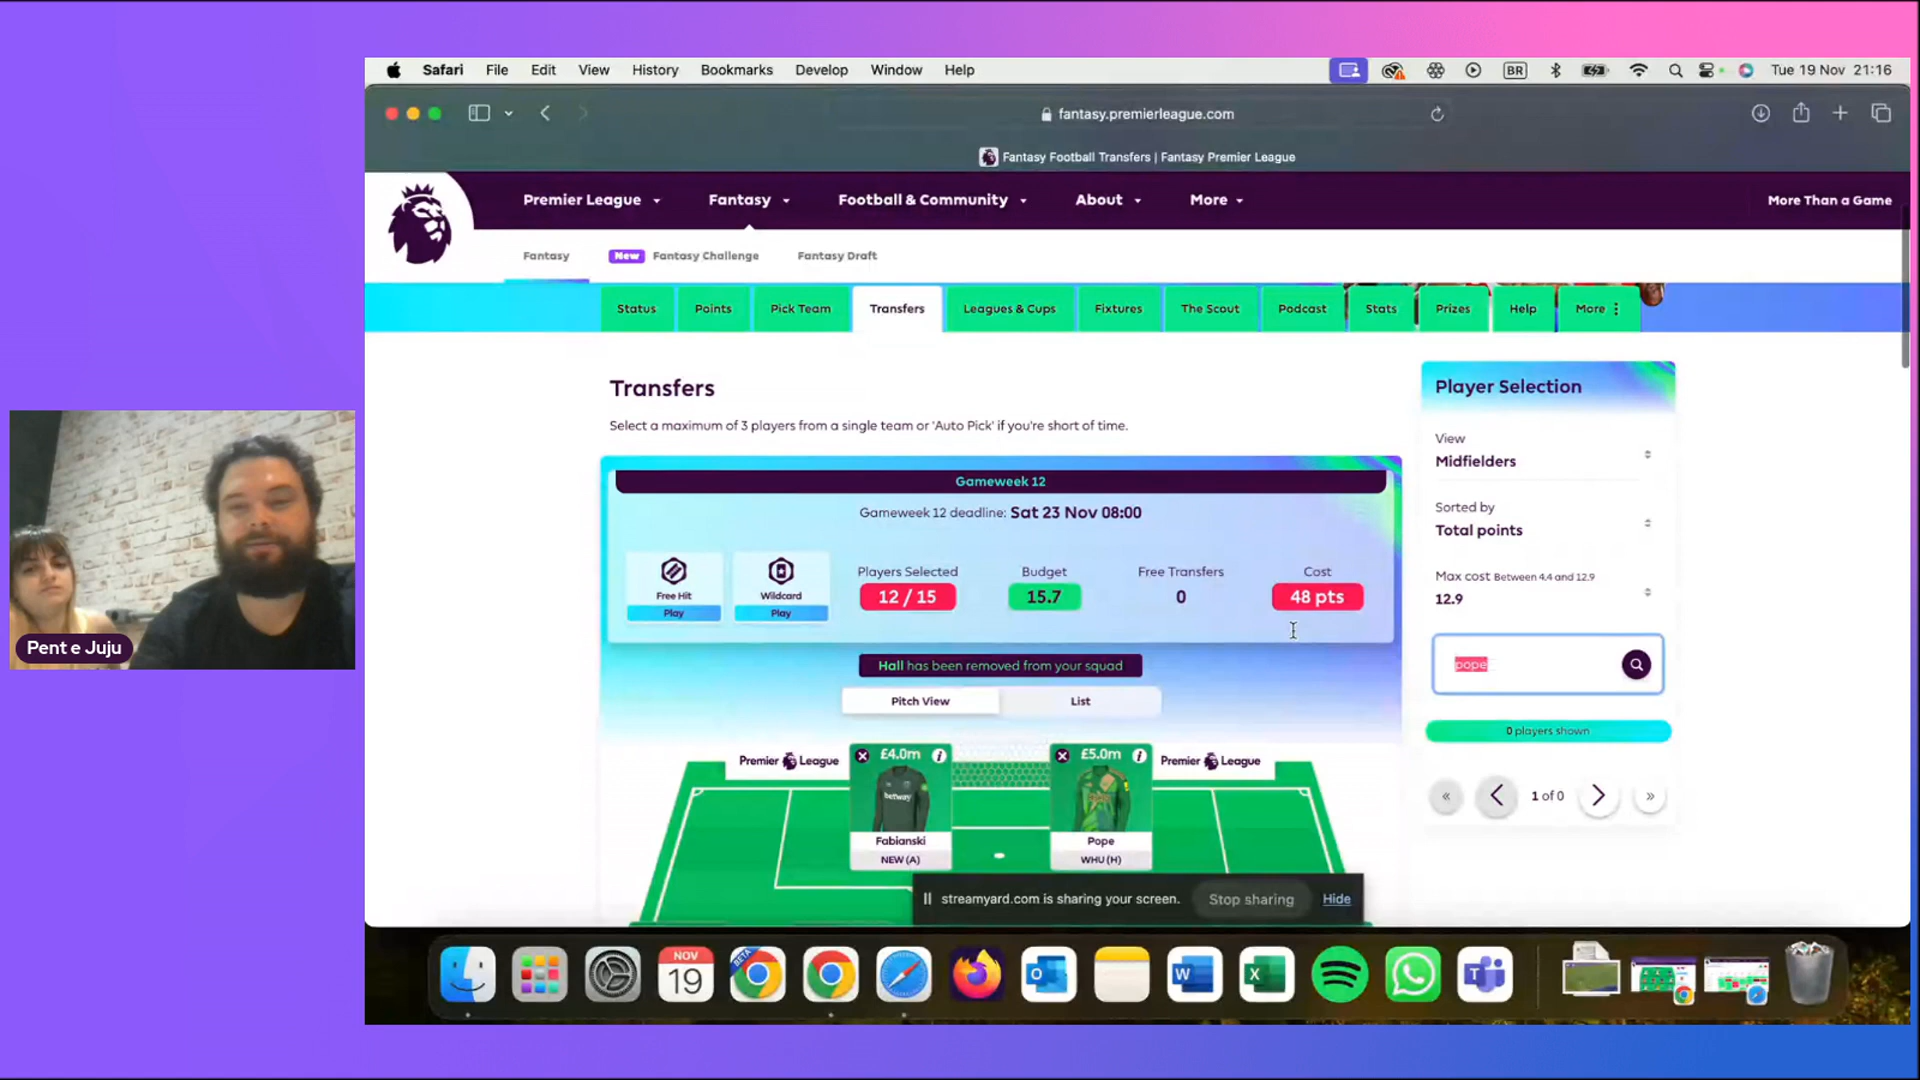 Safari File Edit View History Bookmarks Develop Window Help BR Tue 19 Nov 21:16
fantasy.premierleague.com
Fantasy Football Transfers | Fantasy Premier League
Premier League Fantasy Football & Community About More More Than a Game
Fantasy New Fantasy Challenge Fantasy Draft
Status Points Pick Team Transfers Leagues & Cups Fixtures The Scout Podcast Stats Prizes Help More
Transfers
Select a maximum of 3 players from a single team or 'Auto Pick' if you're short of time.
Gameweek 12
Gameweek 12 deadline: Sat 23 Nov 08:00
Free Hit
Play
Wildcard
Play
Players Selected
12 / 15
Budget
15.7
Free Transfers
0
Cost
48 pts
Hall has been removed from your squad
Pitch View List
Premier League
£4.0m
betway
Fabianski
NEW (A)
£5.0m
Pope
WHU (H)
Premier League
Player Selection
View
Midfielders
Sorted by
Total points
Max cost Between 4.4 and 12.9
12.9
pope
0 players shown
1 of 0
streamyard.com is sharing your screen. Stop sharing Hide
Pent e Juju
NOV
19
BETA